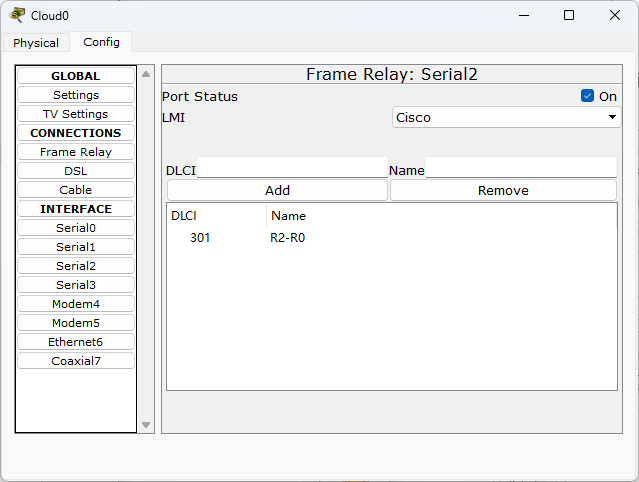 Cloud0
Physical Config
GLOBAL
Settings
TV Settings
CONNECTIONS
Frame Relay
DSL
Cable
INTERFACE
Serial0
Serial1
Serial2
Serial3
Modem4
Modem5
Ethernet6
Coaxial7
Frame Relay: Serial2
Port Status On
LMI Cisco
DLCI Name
Add Remove
DLCI Name
301 R2-R0